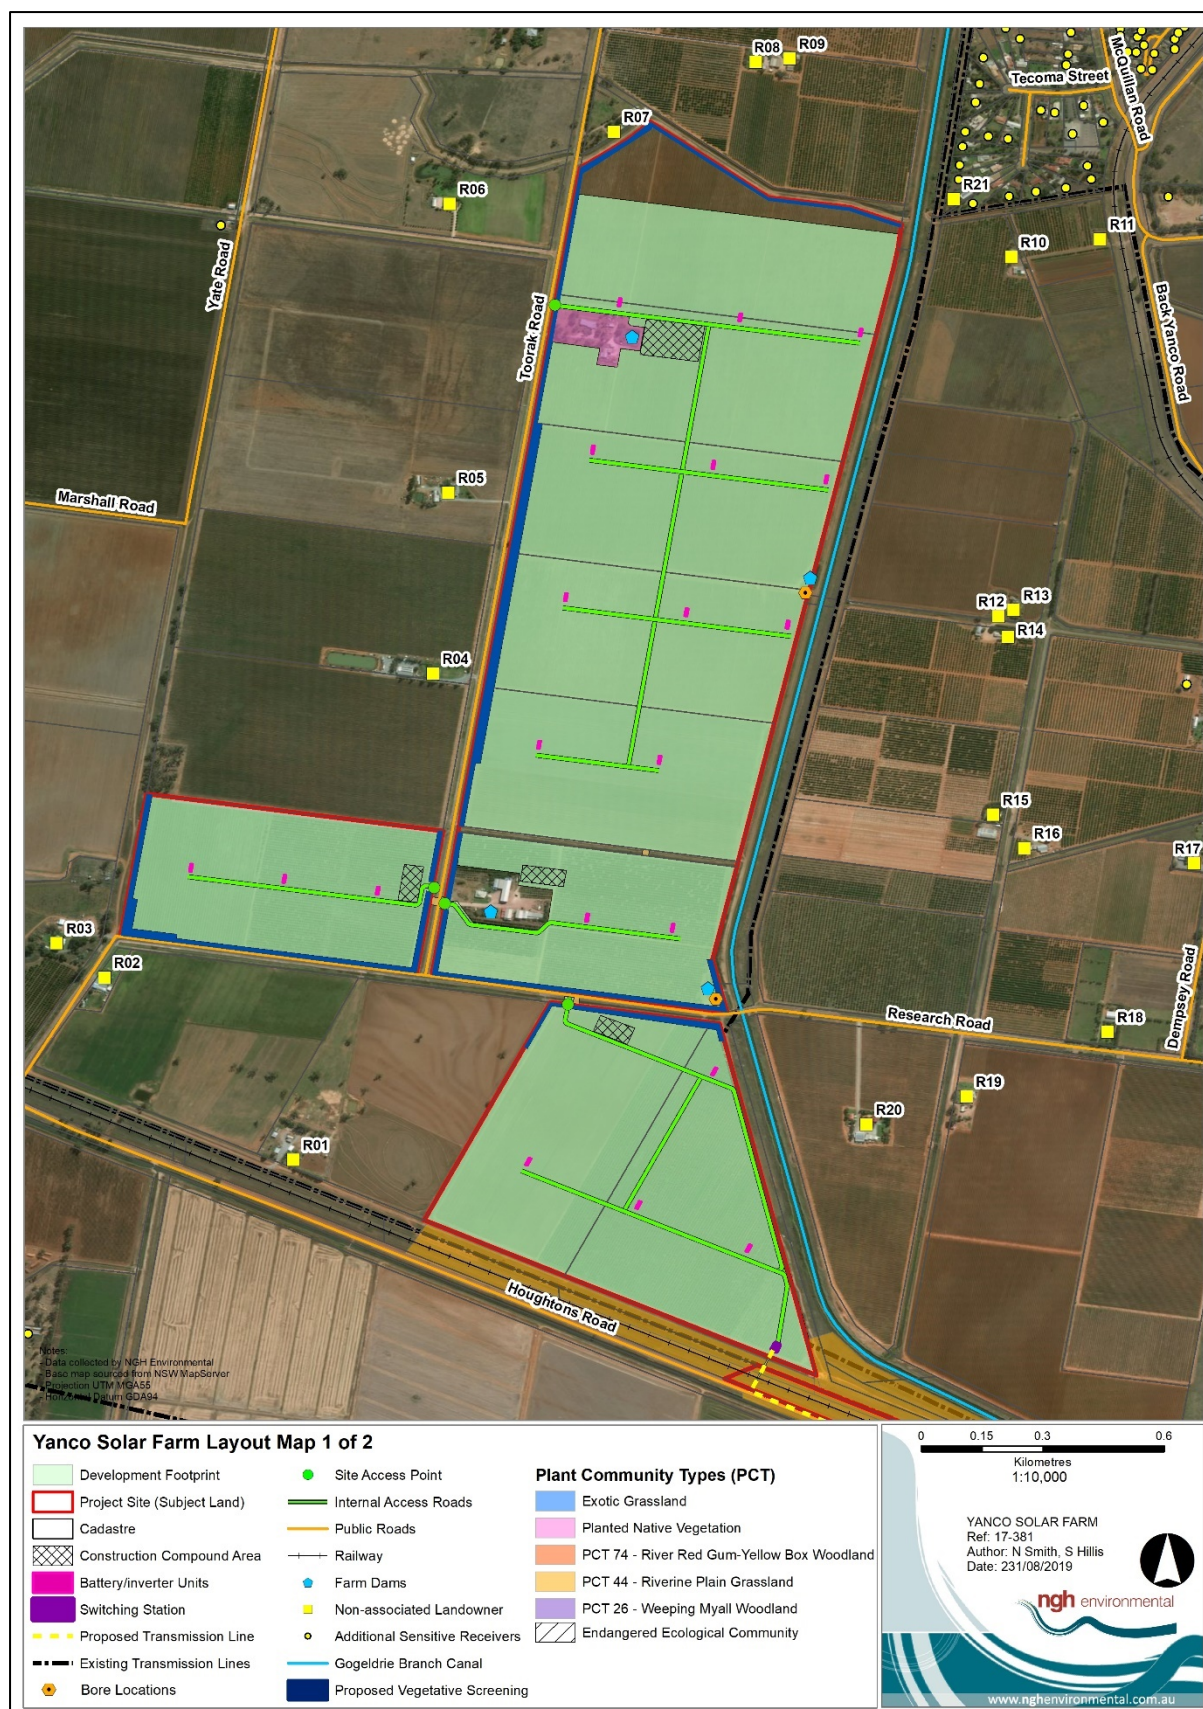 R08
R09
Tecoma Street
McQuillan Road
R07
R06
R21
R11
R10
Yate Road
Toorak Road
Back Yanco Road
Marshall Road
R05
R13
R12
R14
R04
R15
R16
R17
R03
R02
Research Road
Dempsey Road
R18
R19
R20
R01
Houghtons Road
Notes:
- Data collected by NGH Environmental
- Base map sourced from NSW MapServer
- Projection UTM MGA55
- Horizontal Datum GDA94
Yanco Solar Farm Layout Map 1 of 2
Development Footprint
Project Site (Subject Land)
Cadastre
Construction Compound Area
Battery/inverter Units
Switching Station
Proposed Transmission Line
Existing Transmission Lines
Bore Locations
Site Access Point
Internal Access Roads
Public Roads
Railway
Farm Dams
Non-associated Landowner
Additional Sensitive Receivers
Gogeldrie Branch Canal
Proposed Vegetative Screening
Plant Community Types (PCT)
Exotic Grassland
Planted Native Vegetation
PCT 74 - River Red Gum-Yellow Box Woodland
PCT 44 - Riverine Plain Grassland
PCT 26 - Weeping Myall Woodland
Endangered Ecological Community
0 0.15 0.3 0.6
Kilometres
1:10,000
YANCO SOLAR FARM
Ref: 17-381
Author: N Smith, S Hillis
Date: 231/08/2019
ngh environmental
www.nghenvironmental.com.au